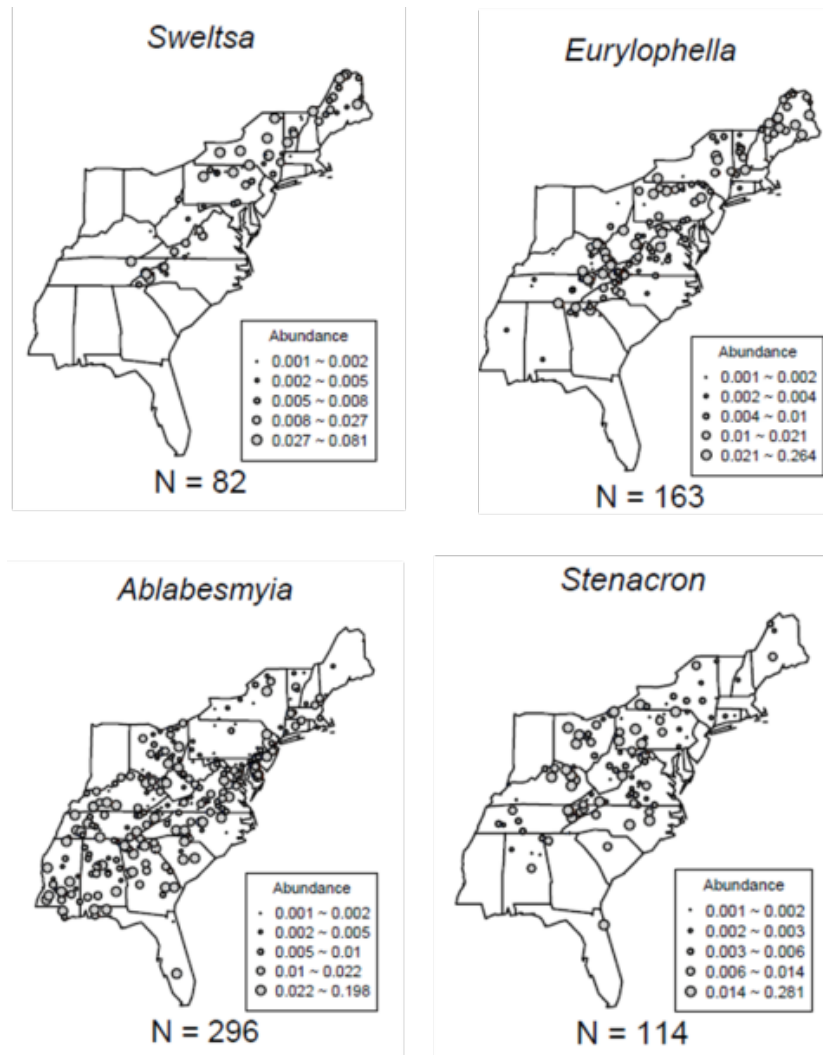 Sweltsa
Abundance
0.001 ~ 0.002
0.002 ~ 0.005
0.005 ~ 0.008
0.008 ~ 0.027
0.027 ~ 0.081
N = 82
Eurylophella
Abundance
0.001 ~ 0.002
0.002 ~ 0.004
0.004 ~ 0.01
0.01 ~ 0.021
0.021 ~ 0.264
N = 163
Ablabesmyia
Abundance
0.001 ~ 0.002
0.002 ~ 0.005
0.005 ~ 0.01
0.01 ~ 0.022
0.022 ~ 0.198
N = 296
Stenacron
Abundance
0.001 ~ 0.002
0.002 ~ 0.003
0.003 ~ 0.006
0.006 ~ 0.014
0.014 ~ 0.281
N = 114